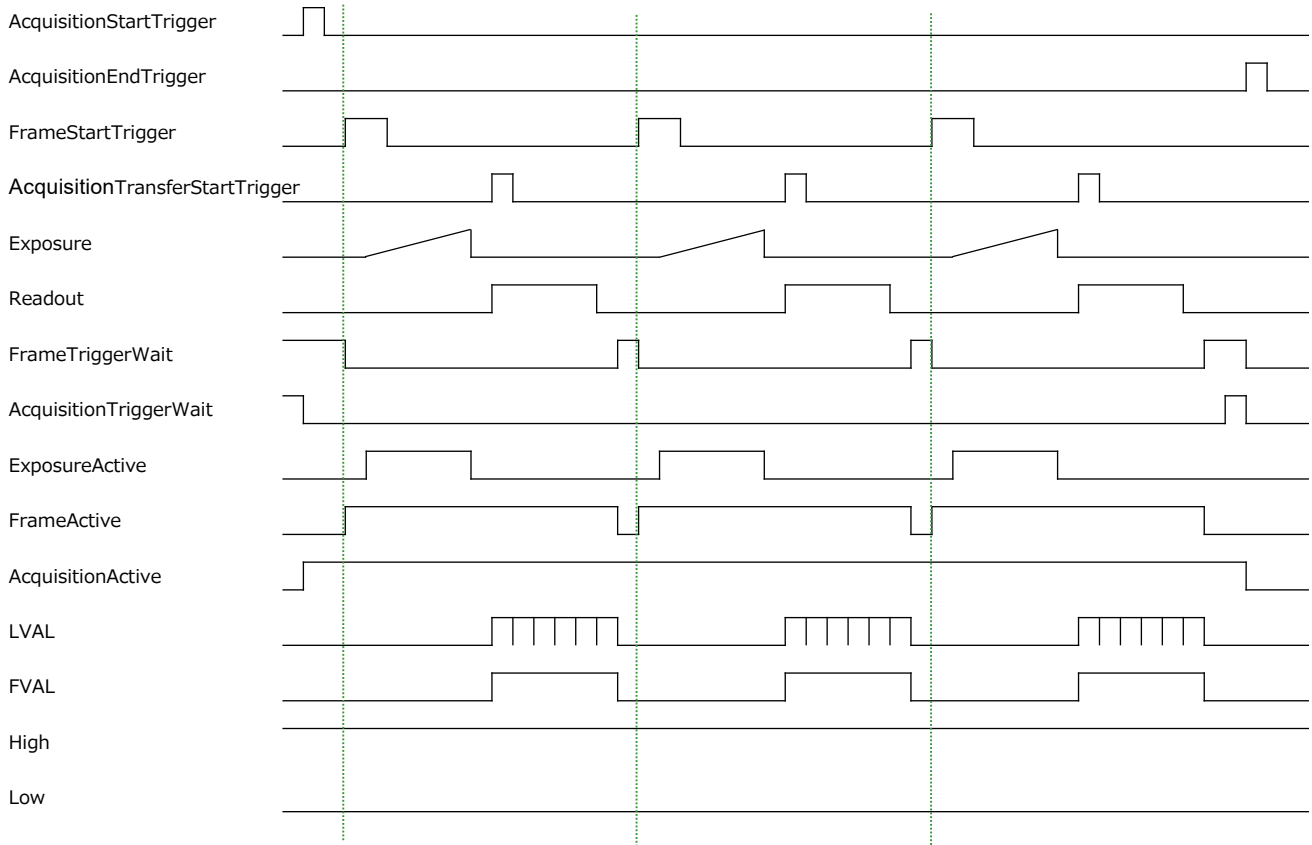 AcquisitionStartTrigger
AcquisitionEndTrigger
FrameStartTrigger
AcquisitionTransferStartTrigger
Exposure
Readout
FrameTriggerWait
AcquisitionTriggerWait
ExposureActive
FrameActive
AcquisitionActive
LVAL
FVAL
High
Low